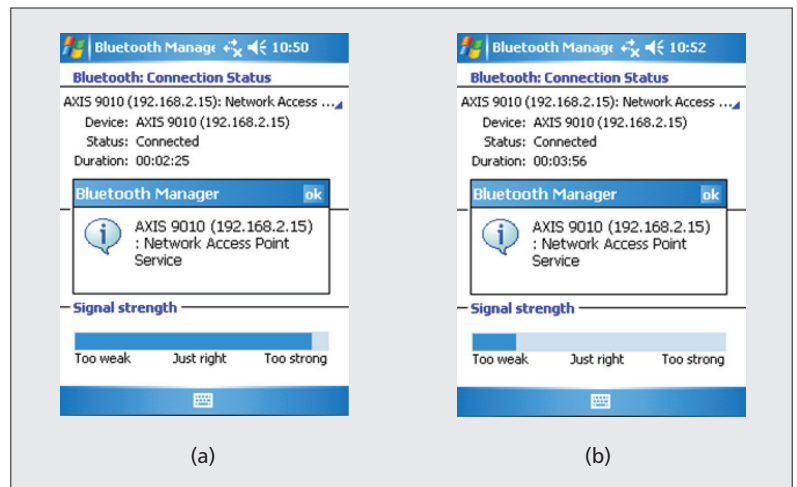 Bluetooth Manage 10:50
Bluetooth: Connection Status
AXIS 9010 (192.168.2.15): Network Access ...
Device: AXIS 9010 (192.168.2.15)
Status: Connected
Duration: 00:02:25
Bluetooth Manager ok
AXIS 9010 (192.168.2.15)
: Network Access Point
Service
Signal strength
Too weak Just right Too strong
(a)
Bluetooth Manage 10:52
Bluetooth: Connection Status
AXIS 9010 (192.168.2.15): Network Access ...
Device: AXIS 9010 (192.168.2.15)
Status: Connected
Duration: 00:03:56
Bluetooth Manager ok
AXIS 9010 (192.168.2.15)
: Network Access Point
Service
Signal strength
Too weak Just right Too strong
(b)